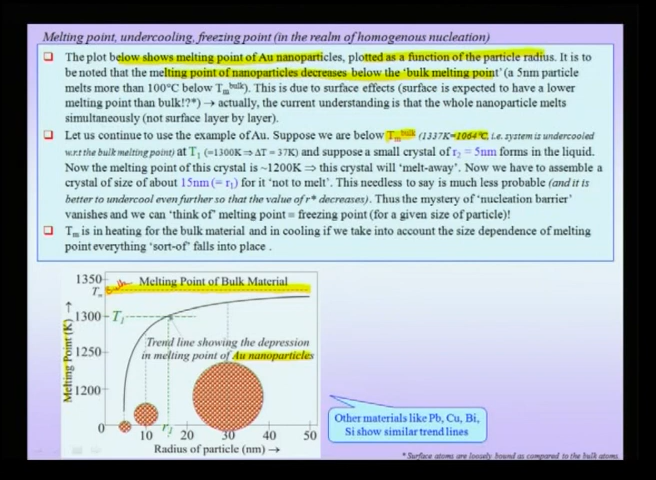 Melting point, undercooling, freezing point (in the realm of homogenous nucleation)
The plot below shows melting point of Au nanoparticles, plotted as a function of the particle radius. It is to
be noted that the melting point of nanoparticles decreases below the 'bulk melting point' (a 5nm particle
melts more than 100°C below Tₘᵇᵘˡᵏ). This is due to surface effects (surface is expected to have a lower
melting point than bulk!?*) → actually, the current understanding is that the whole nanoparticle melts
simultaneously (not surface layer by layer).
Let us continue to use the example of Au. Suppose we are below Tₘᵇᵘˡᵏ (1337K=1064°C, i.e. system is undercooled
w.r.t the bulk melting point) at T₁ (=1300K ⇒ ΔT = 37K) and suppose a small crystal of r₂ = 5nm forms in the liquid.
Now the melting point of this crystal is ~1200K ⇒ this crystal will 'melt-away'. Now we have to assemble a
crystal of size of about 15nm (= r₁) for it 'not to melt'. This needless to say is much less probable (and it is
better to undercool even further so that the value of r* decreases). Thus the mystery of 'nucleation barrier'
vanishes and we can 'think of' melting point = freezing point (for a given size of particle)!
Tₘ is in heating for the bulk material and in cooling if we take into account the size dependence of melting
point everything 'sort-of' falls into place .
1350
Tₘ bulk
Melting Point of Bulk Material
1300
T₁
Trend line showing the depression
in melting point of Au nanoparticles
1250
1200
0
Melting Point (K) →
10
r₁
20
30
40
50
Radius of particle (nm) →
Other materials like Pb, Cu, Bi,
Si show similar trend lines
* Surface atoms are loosely bound as compared to the bulk atoms